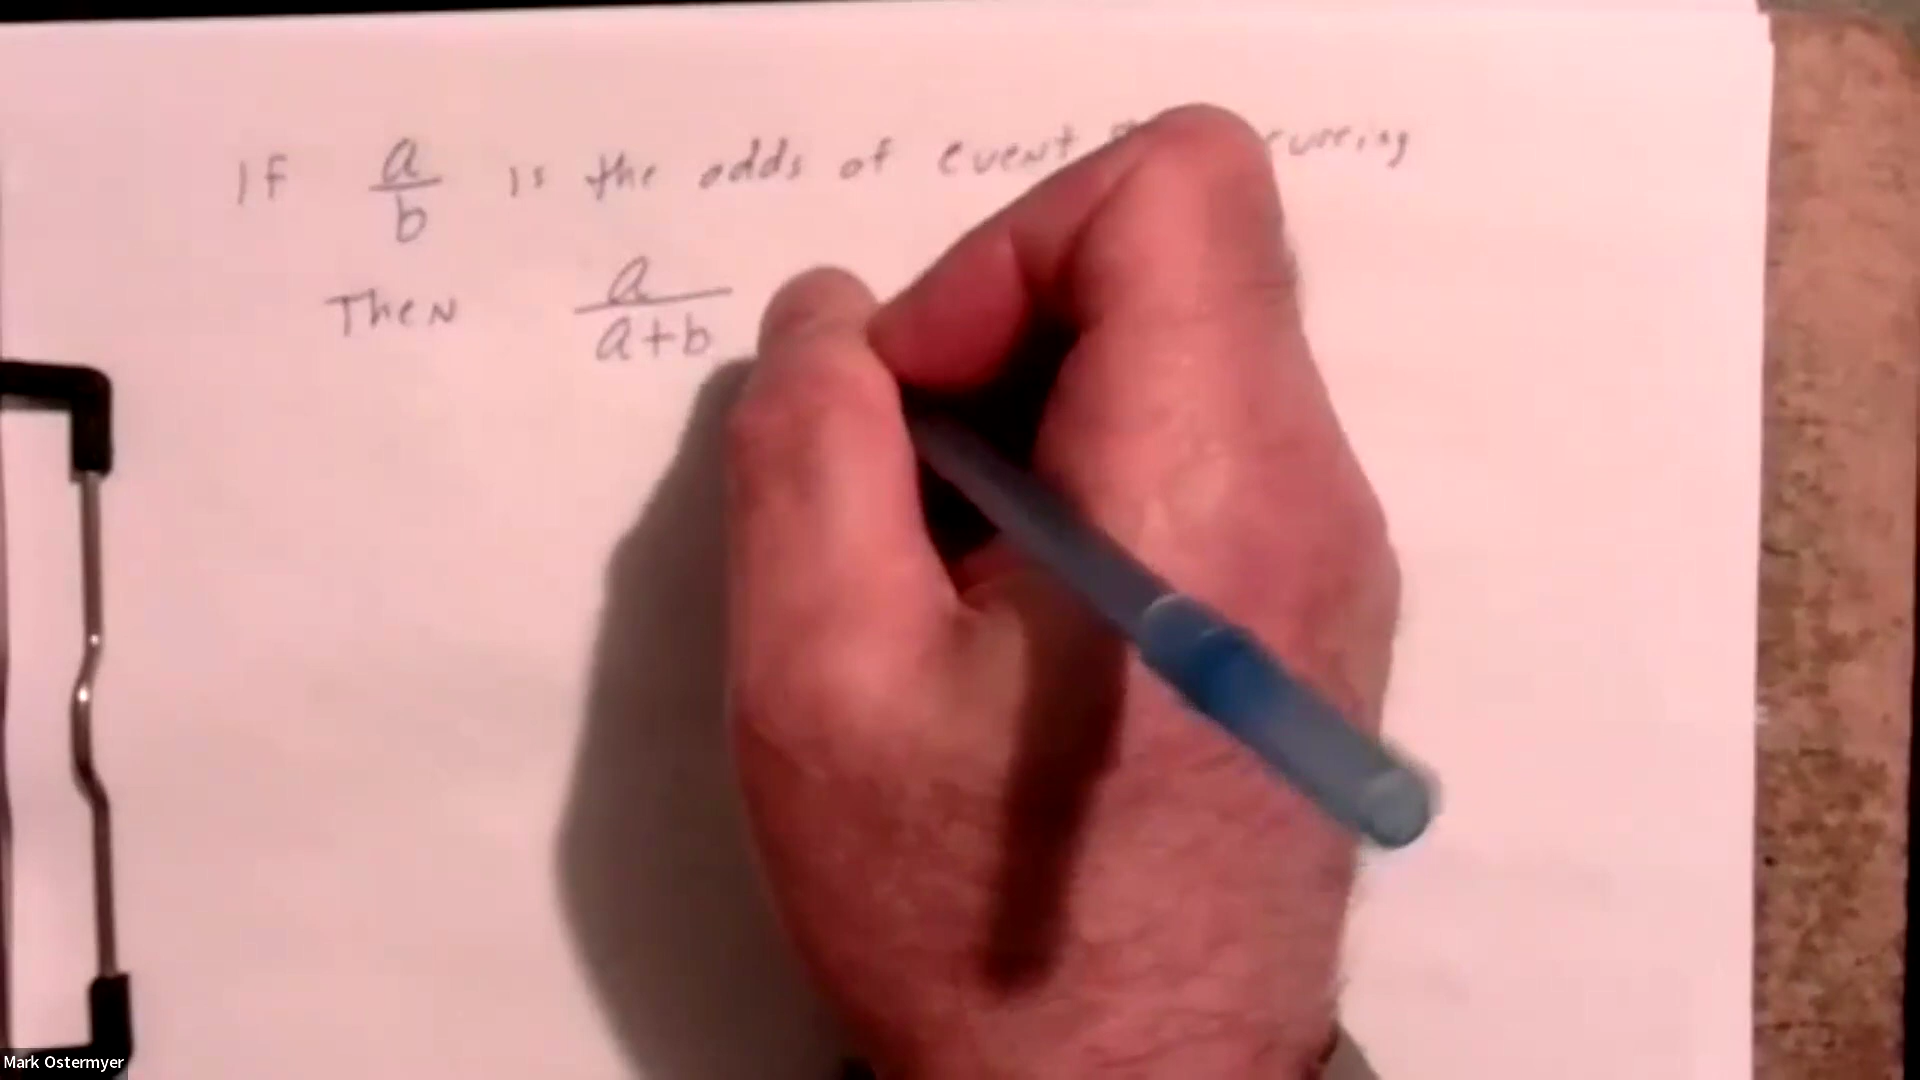 If a/b is the odds of event
Then a/a+b
Mark Ostermyer